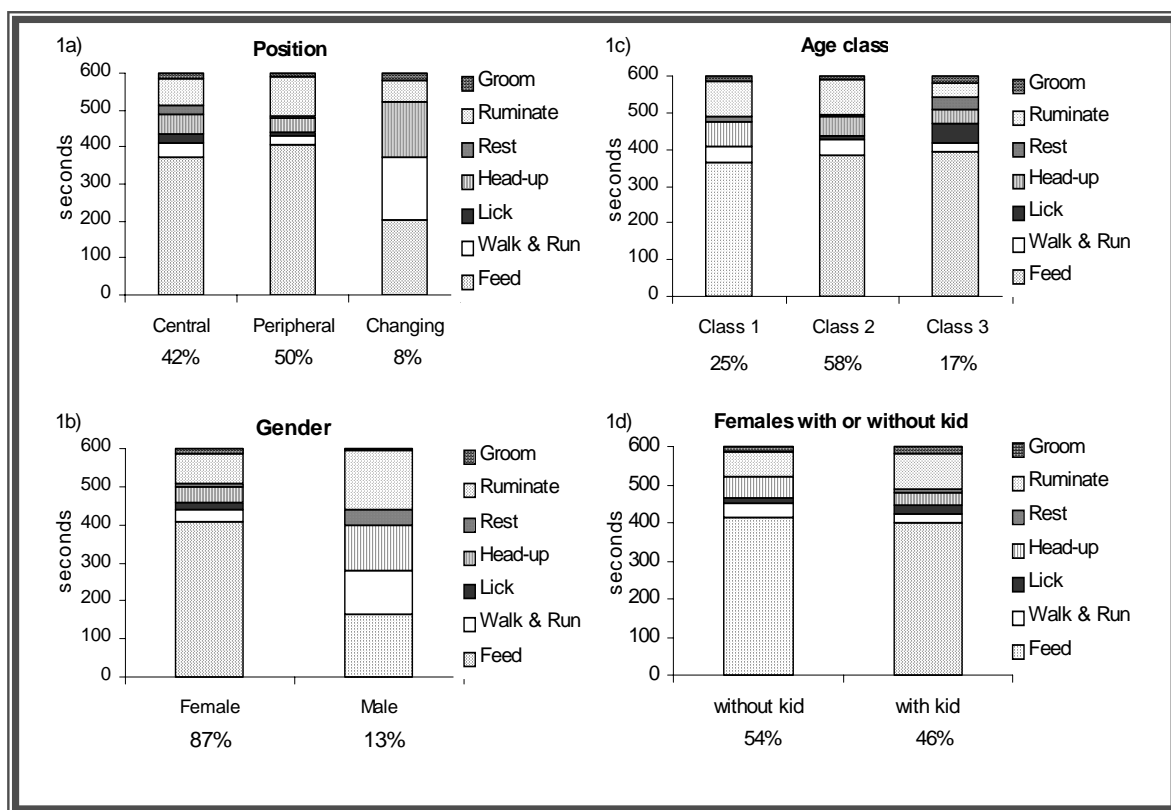 1a)
Position
600
500
400
300
200
100
0
seconds
Central
Peripheral
Changing
42%
50%
8%
Groom
Ruminate
Rest
Head-up
Lick
Walk & Run
Feed
1c)
Age class
600
500
400
300
200
100
0
seconds
Class 1
Class 2
Class 3
25%
58%
17%
Groom
Ruminate
Rest
Head-up
Lick
Walk & Run
Feed
1b)
Gender
600
500
400
300
200
100
0
seconds
Female
Male
87%
13%
Groom
Ruminate
Rest
Head-up
Lick
Walk & Run
Feed
1d)
Females with or without kid
600
500
400
300
200
100
0
seconds
without kid
with kid
54%
46%
Groom
Ruminate
Rest
Head-up
Lick
Walk & Run
Feed